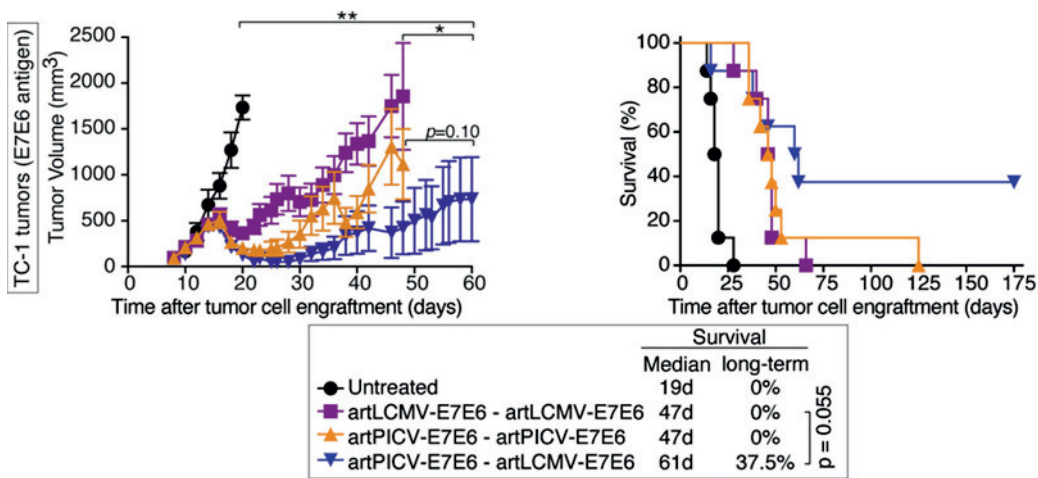 TC-1 tumors (E7E6 antigen)
Tumor Volume (mm³)
2500
2000
1500
1000
500
0
**
*
p=0.10
0 10 20 30 40 50 60
Time after tumor cell engraftment (days)
Survival (%)
100
80
60
40
20
0
0 25 50 75 100 125 150 175
Time after tumor cell engraftment (days)
Survival
Median long-term
Untreated 19d 0%
artLCMV-E7E6 - artLCMV-E7E6 47d 0%
artPICV-E7E6 - artPICV-E7E6 47d 0%
artPICV-E7E6 - artLCMV-E7E6 61d 37.5%
p = 0.055